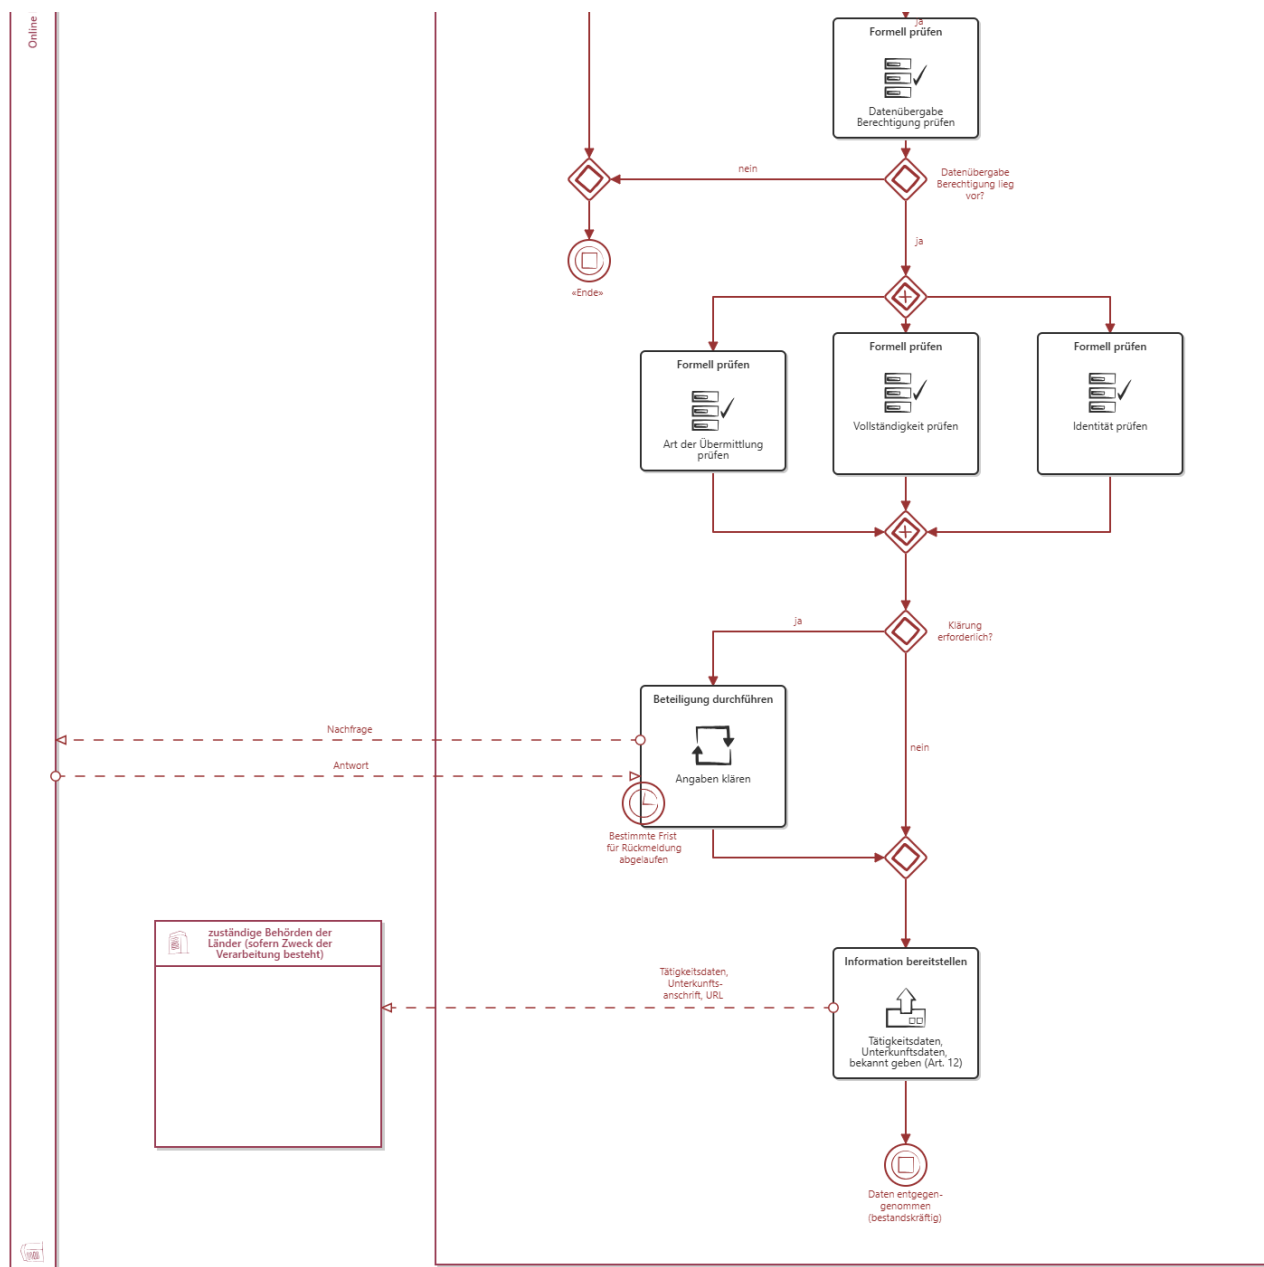 Online
ja
Formell prüfen
Datenübergabe
Berechtigung prüfen
nein
Datenübergabe
Berechtigung lieg
vor?
ja
«Ende»
Formell prüfen
Art der Übermittlung
prüfen
Formell prüfen
Vollständigkeit prüfen
Formell prüfen
Identität prüfen
Klärung
erforderlich?
ja
nein
Beteiligung durchführen
Angaben klären
Nachfrage
Antwort
Bestimmte Frist
für Rückmeldung
abgelaufen
zuständige Behörden der
Länder (sofern Zweck der
Verarbeitung besteht)
Tätigkeitsdaten,
Unterkunfts-
anschrift, URL
Information bereitstellen
Tätigkeitsdaten,
Unterkunftsdaten,
bekannt geben (Art. 12)
Daten entgegen-
genommen
(bestandskräftig)